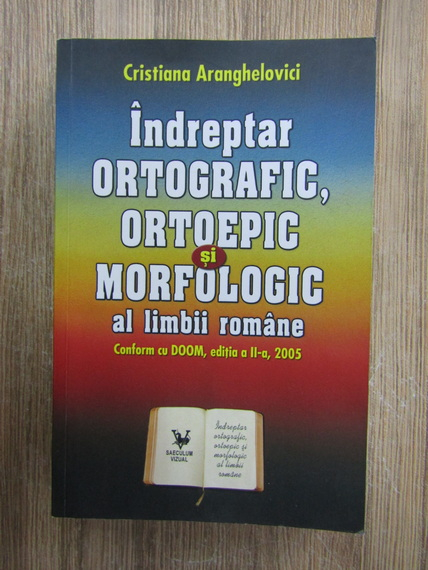 Cristiana Aranghelovici
Îndreptar
ORTOGRAFIC,
ORTOEPIC
și
MORFOLOGIC
al limbii române
Conform cu DOOM, ediția a II-a, 2005
SAECULUM
VIZUAL
Îndreptar
ortografic,
ortoepic și
morfologic
al limbii
române